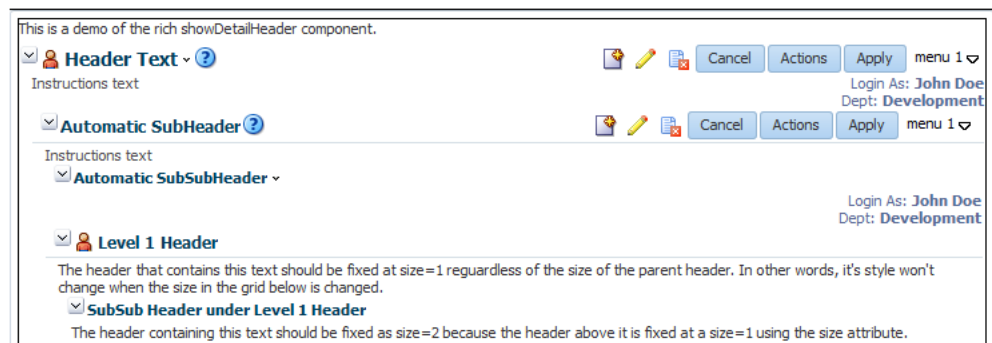 This is a demo of the rich showDetailHeader component.
Header Text ? Cancel Actions Apply menu 1
Instructions text Login As: John Doe
Dept: Development
Automatic SubHeader ? Cancel Actions Apply menu 1
Instructions text
Automatic SubSubHeader
Login As: John Doe
Dept: Development
Level 1 Header
The header that contains this text should be fixed at size=1 reguardless of the size of the parent header. In other words, it's style won't
change when the size in the grid below is changed.
SubSub Header under Level 1 Header
The header containing this text should be fixed as size=2 because the header above it is fixed at a size=1 using the size attribute.